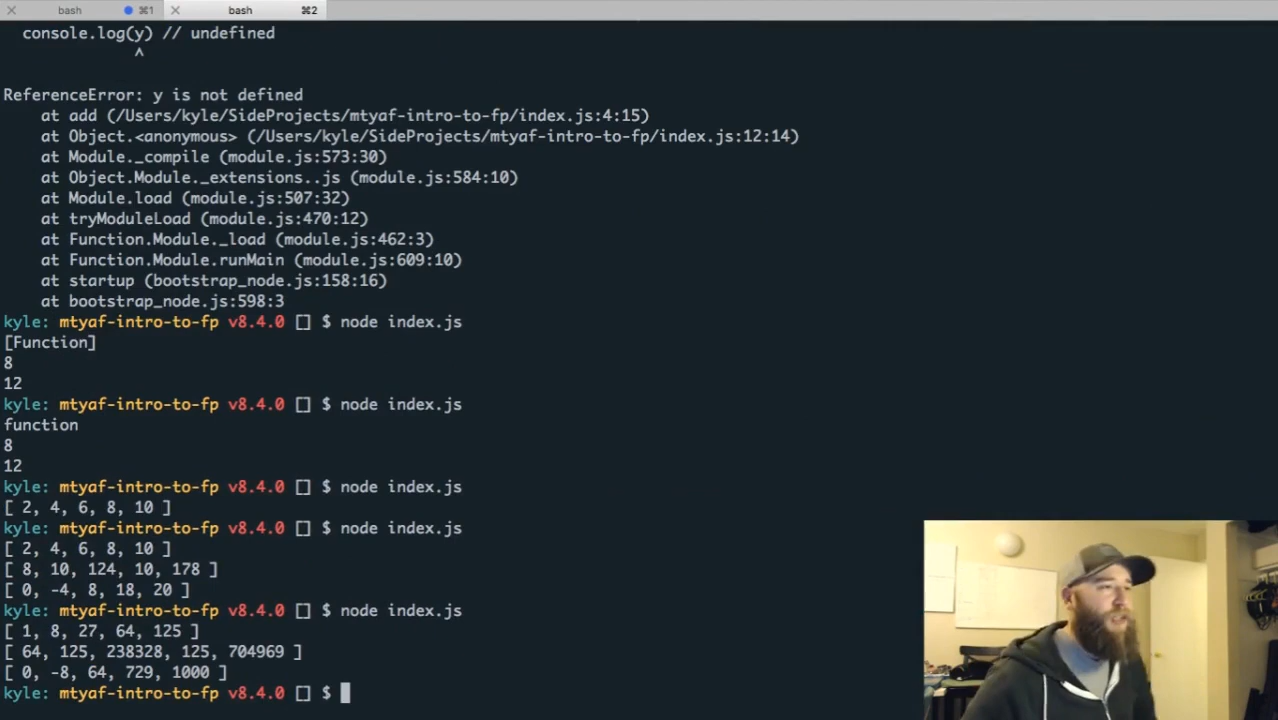 bash ⌘1 bash ⌘2
console.log(y) // undefined
^
ReferenceError: y is not defined
at add (/Users/kyle/SideProjects/mtyaf-intro-to-fp/index.js:4:15)
at Object.<anonymous> (/Users/kyle/SideProjects/mtyaf-intro-to-fp/index.js:12:14)
at Module._compile (module.js:573:30)
at Object.Module._extensions..js (module.js:584:10)
at Module.load (module.js:507:32)
at tryModuleLoad (module.js:470:12)
at Function.Module._load (module.js:462:3)
at Function.Module.runMain (module.js:609:10)
at startup (bootstrap_node.js:158:16)
at bootstrap_node.js:598:3
kyle: mtyaf-intro-to-fp v8.4.0 [] $ node index.js
[Function]
8
12
kyle: mtyaf-intro-to-fp v8.4.0 [] $ node index.js
function
8
12
kyle: mtyaf-intro-to-fp v8.4.0 [] $ node index.js
[ 2, 4, 6, 8, 10 ]
kyle: mtyaf-intro-to-fp v8.4.0 [] $ node index.js
[ 2, 4, 6, 8, 10 ]
[ 8, 10, 124, 10, 178 ]
[ 0, -4, 8, 18, 20 ]
kyle: mtyaf-intro-to-fp v8.4.0 [] $ node index.js
[ 1, 8, 27, 64, 125 ]
[ 64, 125, 238328, 125, 704969 ]
[ 0, -8, 64, 729, 1000 ]
kyle: mtyaf-intro-to-fp v8.4.0 [] $